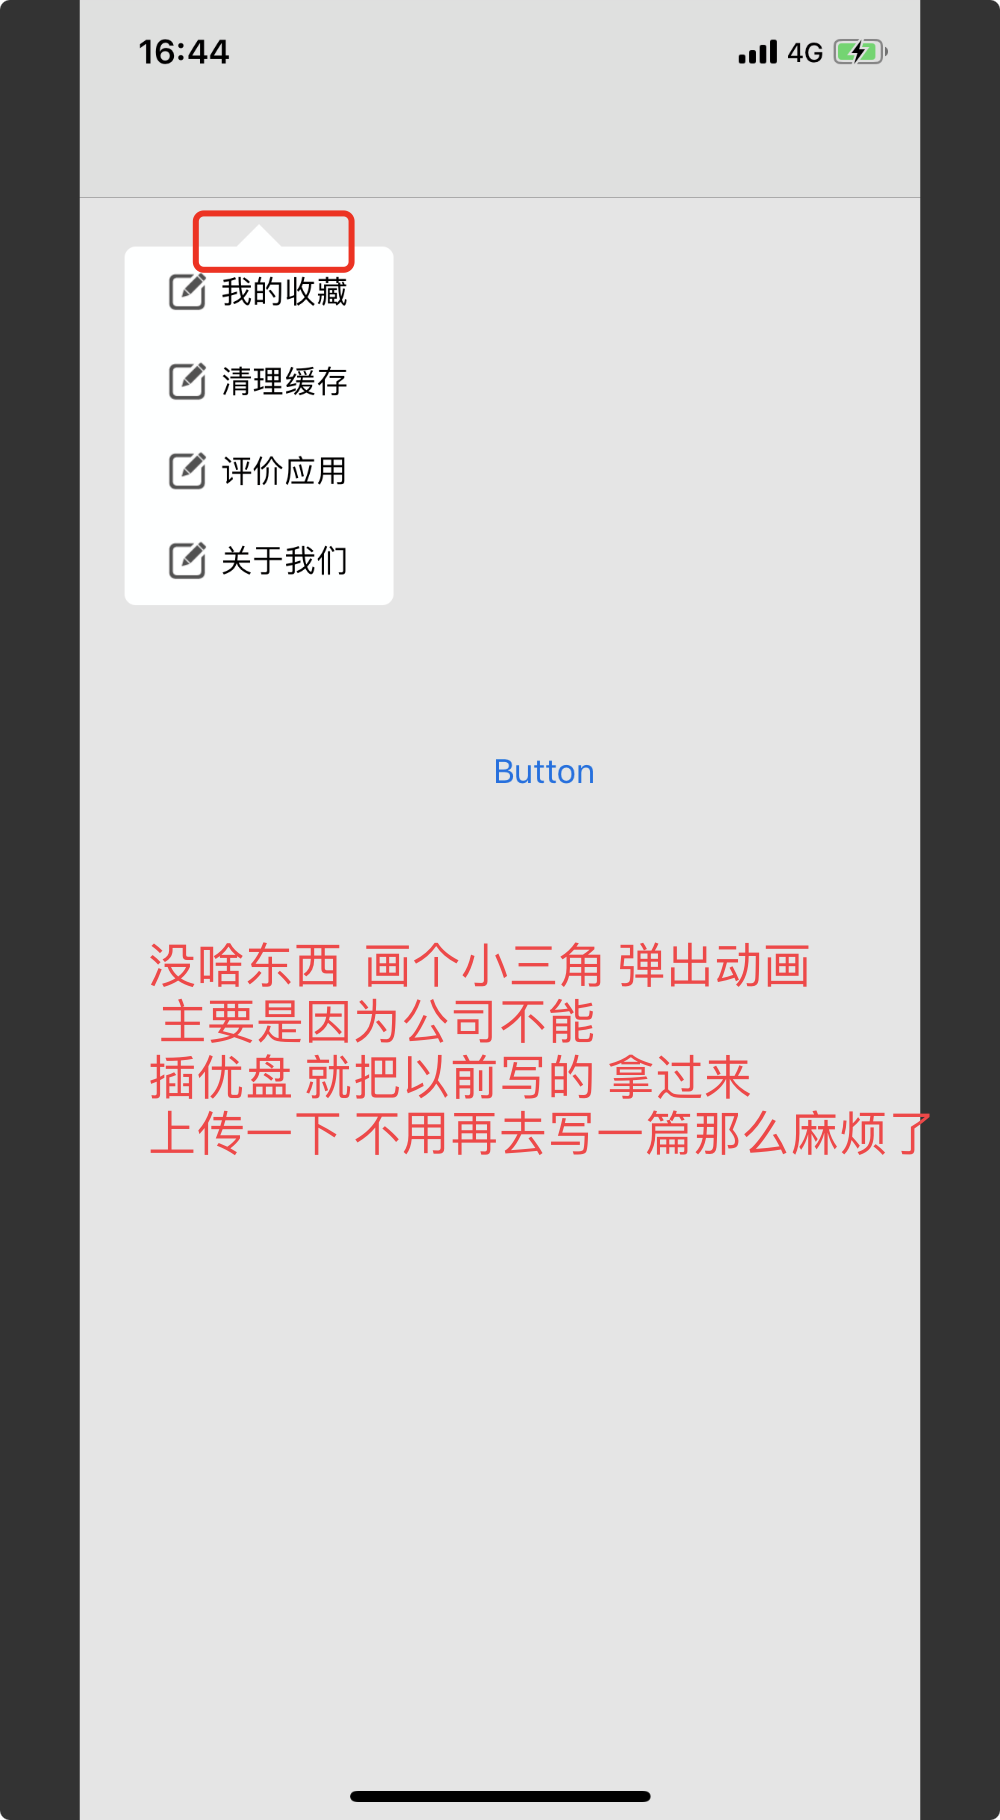 16:44 4G
我的收藏
清理缓存
评价应用
关于我们
Button
没啥东西 画个小三角 弹出动画
主要是因为公司不能
插优盘 就把以前写的 拿过来
上传一下 不用再去写一篇那么麻烦了